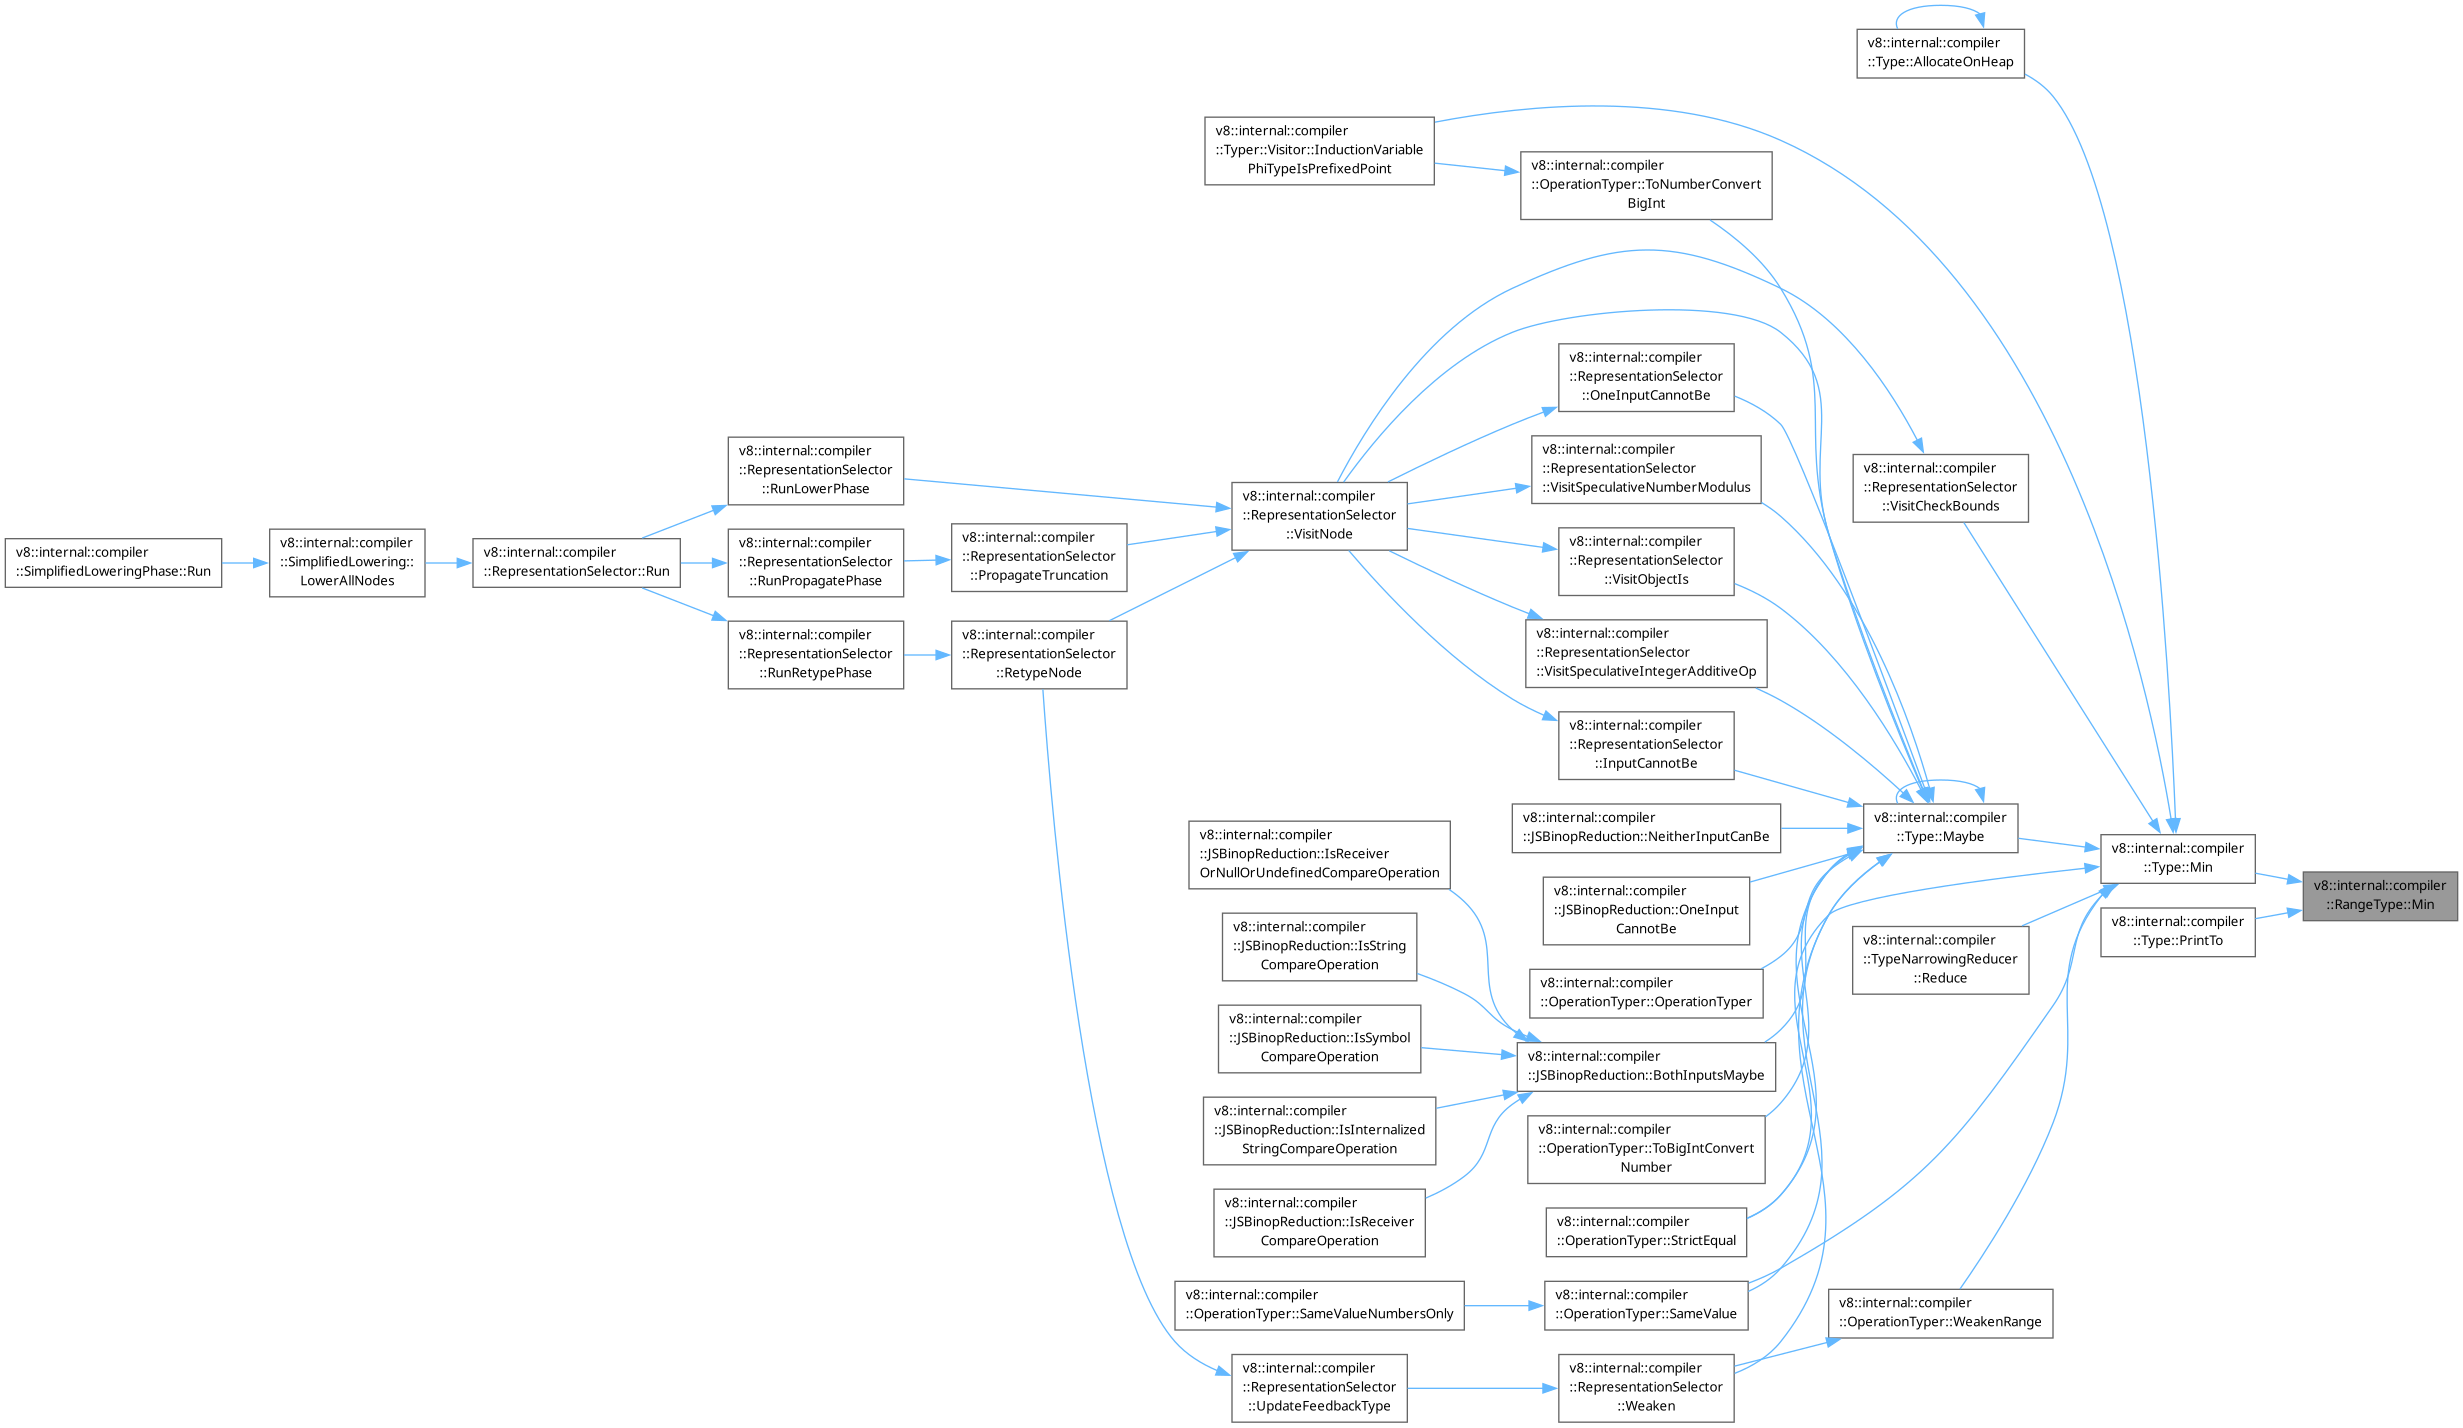 v8::internal::compiler
::Type::AllocateOnHeap
v8::internal::compiler
::Typer::Visitor::InductionVariable
PhiTypeIsPrefixedPoint
v8::internal::compiler
::OperationTyper::ToNumberConvert
BigInt
v8::internal::compiler
::RepresentationSelector
::OneInputCannotBe
v8::internal::compiler
::RepresentationSelector
::RunLowerPhase
v8::internal::compiler
::RepresentationSelector
::VisitSpeculativeNumberModulus
v8::internal::compiler
::RepresentationSelector
::VisitCheckBounds
v8::internal::compiler
::RepresentationSelector
::VisitNode
v8::internal::compiler
::SimplifiedLoweringPhase::Run
v8::internal::compiler
::SimplifiedLowering::
LowerAllNodes
v8::internal::compiler
::RepresentationSelector::Run
v8::internal::compiler
::RepresentationSelector
::RunPropagatePhase
v8::internal::compiler
::RepresentationSelector
::PropagateTruncation
v8::internal::compiler
::RepresentationSelector
::VisitObjectIs
v8::internal::compiler
::RepresentationSelector
::RunRetypePhase
v8::internal::compiler
::RepresentationSelector
::RetypeNode
v8::internal::compiler
::RepresentationSelector
::VisitSpeculativeIntegerAdditiveOp
v8::internal::compiler
::RepresentationSelector
::InputCannotBe
v8::internal::compiler
::JSBinopReduction::NeitherInputCanBe
v8::internal::compiler
::Type::Maybe
v8::internal::compiler
::JSBinopReduction::IsReceiver
OrNullOrUndefinedCompareOperation
v8::internal::compiler
::Type::Min
v8::internal::compiler
::RangeType::Min
v8::internal::compiler
::JSBinopReduction::OneInput
CannotBe
v8::internal::compiler
::Type::PrintTo
v8::internal::compiler
::JSBinopReduction::IsString
CompareOperation
v8::internal::compiler
::TypeNarrowingReducer
::Reduce
v8::internal::compiler
::OperationTyper::OperationTyper
v8::internal::compiler
::JSBinopReduction::IsSymbol
CompareOperation
v8::internal::compiler
::JSBinopReduction::BothInputsMaybe
v8::internal::compiler
::JSBinopReduction::IsInternalized
StringCompareOperation
v8::internal::compiler
::OperationTyper::ToBigIntConvert
Number
v8::internal::compiler
::JSBinopReduction::IsReceiver
CompareOperation
v8::internal::compiler
::OperationTyper::StrictEqual
v8::internal::compiler
::OperationTyper::SameValueNumbersOnly
v8::internal::compiler
::OperationTyper::SameValue
v8::internal::compiler
::OperationTyper::WeakenRange
v8::internal::compiler
::RepresentationSelector
::UpdateFeedbackType
v8::internal::compiler
::RepresentationSelector
::Weaken